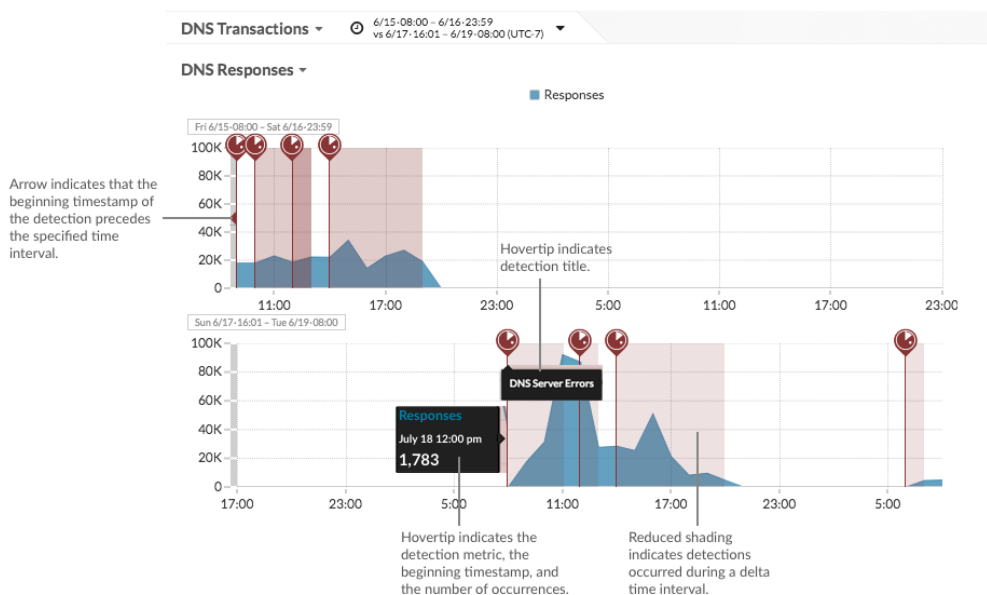 DNS Transactions
6/15·08:00 – 6/16·23:59
vs 6/17·16:01 – 6/19·08:00 (UTC-7)
DNS Responses
Responses
Fri 6/15·08:00 – Sat 6/16·23:59
100K
80K
60K
40K
20K
0
11:00
17:00
23:00
5:00
11:00
17:00
23:00
Arrow indicates that the
beginning timestamp of
the detection precedes
the specified time
interval.
Hovertip indicates
detection title.
Sun 6/17·16:01 – Tue 6/19·08:00
100K
80K
60K
40K
20K
0
DNS Server Errors
Responses
July 18 12:00 pm
1,783
17:00
23:00
5:00
11:00
17:00
23:00
5:00
Hovertip indicates the
detection metric, the
beginning timestamp, and
the number of occurrences.
Reduced shading
indicates detections
occurred during a delta
time interval.